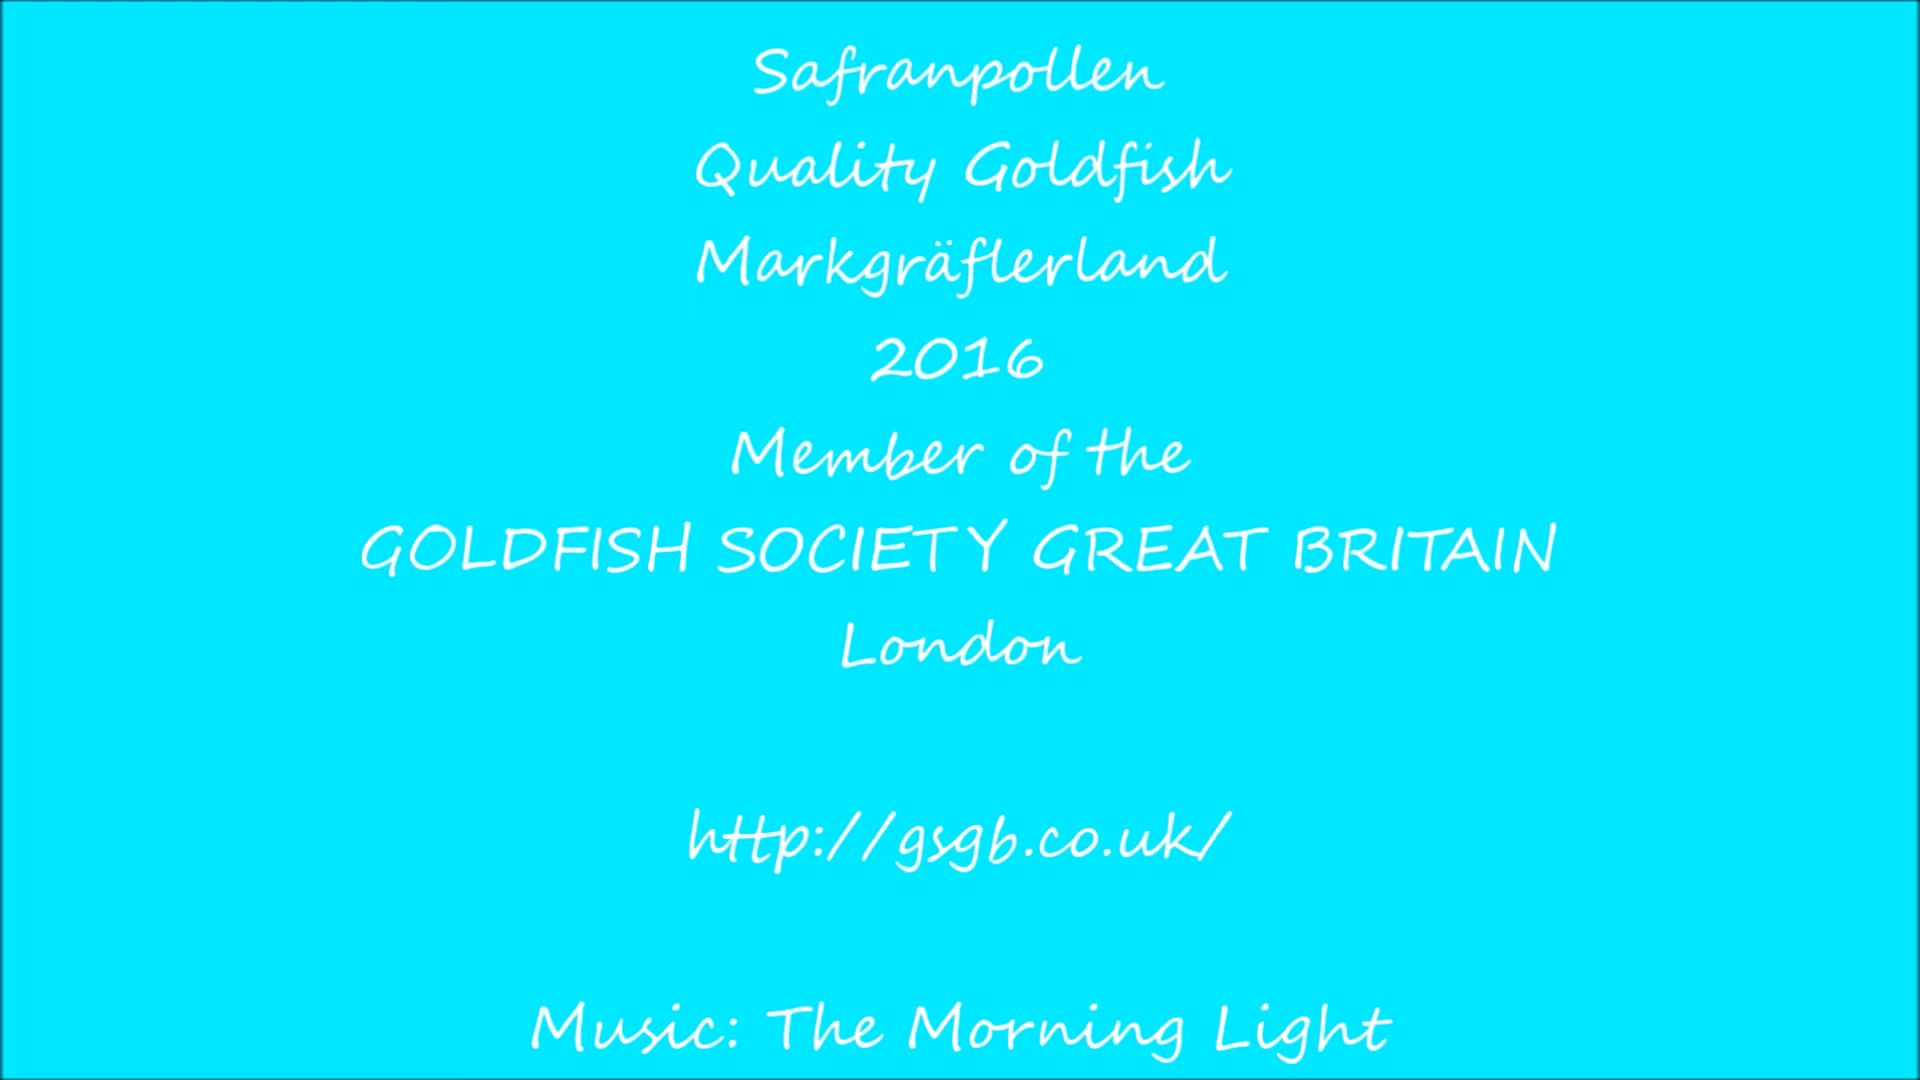 Safranpollen
Quality Goldfish
Markgräflerland
2016
Member of the
GOLDFISH SOCIETY GREAT BRITAIN
London
http://gsgb.co.uk/
Music: The Morning Light